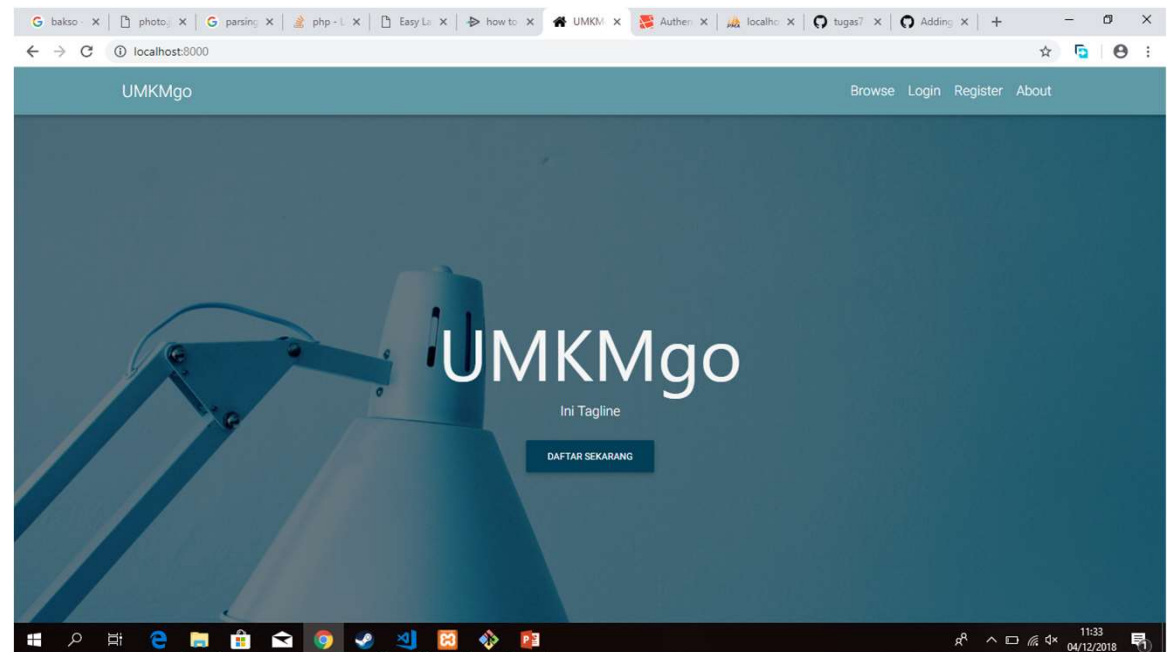 bakso - photo. parsing php - L Easy La how to UMKM Authen localho tugas7 Adding
localhost:8000
UMKMgo Browse Login Register About
UMKMgo
Ini Tagline
DAFTAR SEKARANG
11:33
04/12/2018
1